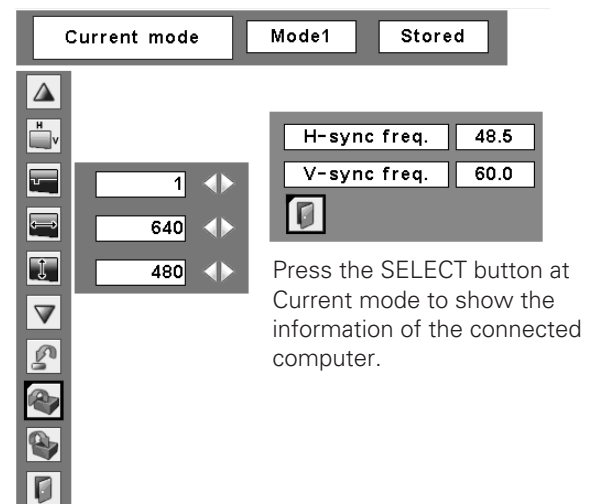 Current mode Mode1 Stored
H v
H-sync freq. 48.5
V-sync freq. 60.0
1
640
480
Press the SELECT button at
Current mode to show the
information of the connected
computer.